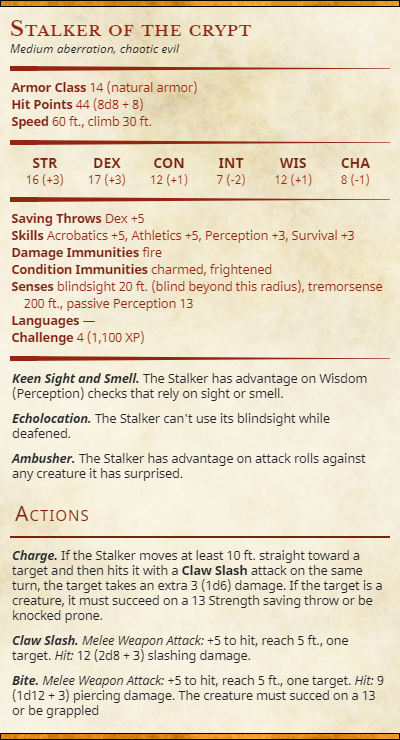 Stalker of the crypt
Medium aberration, chaotic evil
Armor Class 14 (natural armor)
Hit Points 44 (8d8 + 8)
Speed 60 ft., climb 30 ft.
STR DEX CON INT WIS CHA
16 (+3) 17 (+3) 12 (+1) 7 (-2) 12 (+1) 8 (-1)
Saving Throws Dex +5
Skills Acrobatics +5, Athletics +5, Perception +3, Survival +3
Damage Immunities fire
Condition Immunities charmed, frightened
Senses blindsight 20 ft. (blind beyond this radius), tremorsense
200 ft., passive Perception 13
Languages —
Challenge 4 (1,100 XP)
Keen Sight and Smell. The Stalker has advantage on Wisdom
(Perception) checks that rely on sight or smell.
Echolocation. The Stalker can't use its blindsight while
deafened.
Ambusher. The Stalker has advantage on attack rolls against
any creature it has surprised.
Actions
Charge. If the Stalker moves at least 10 ft. straight toward a
target and then hits it with a Claw Slash attack on the same
turn, the target takes an extra 3 (1d6) damage. If the target is a
creature, it must succeed on a 13 Strength saving throw or be
knocked prone.
Claw Slash. Melee Weapon Attack: +5 to hit, reach 5 ft., one
target. Hit: 12 (2d8 + 3) slashing damage.
Bite. Melee Weapon Attack: +5 to hit, reach 5 ft., one target. Hit: 9
(1d12 + 3) piercing damage. The creature must succed on a 13
or be grappled